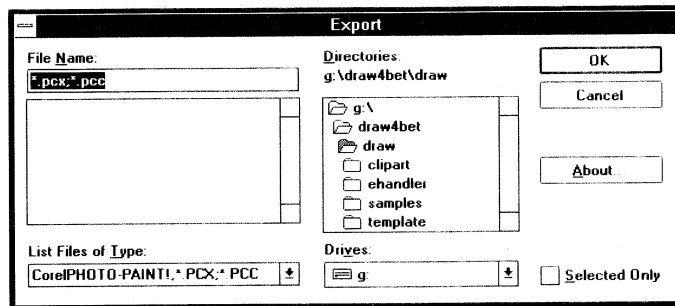 Export
File Name:
*.pcx;*.pcc
Directories:
g:\draw4bet\draw
g:\
draw4bet
draw
clipart
ehandler
samples
template
List Files of Type:
CorelPHOTO-PAINT!,*.PCX;*.PCC
Drives:
g:
OK
Cancel
About...
Selected Only